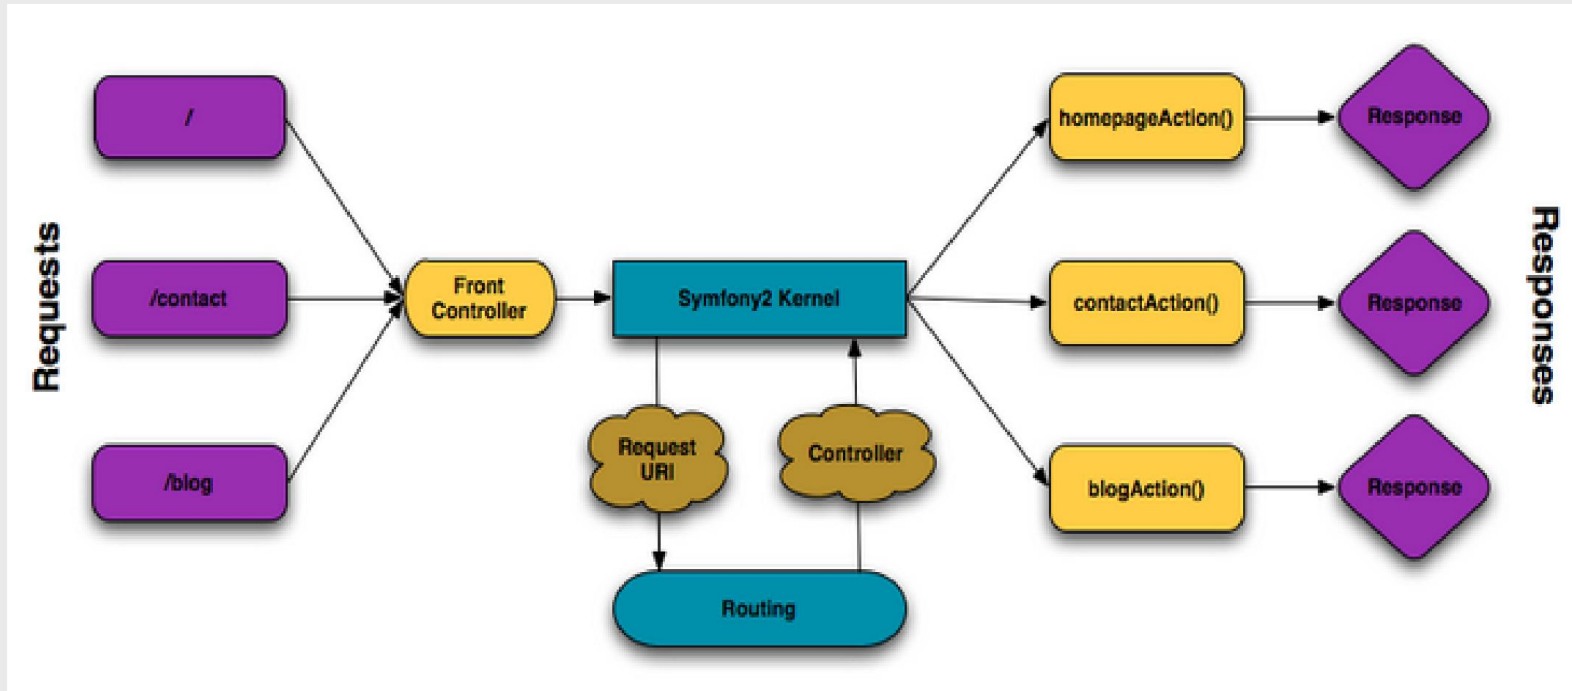 Requests
/
/contact
/blog
Front
Controller
Symfony2 Kernel
Request
URI
Controller
Routing
homepageAction()
contactAction()
blogAction()
Response
Response
Response
Responses